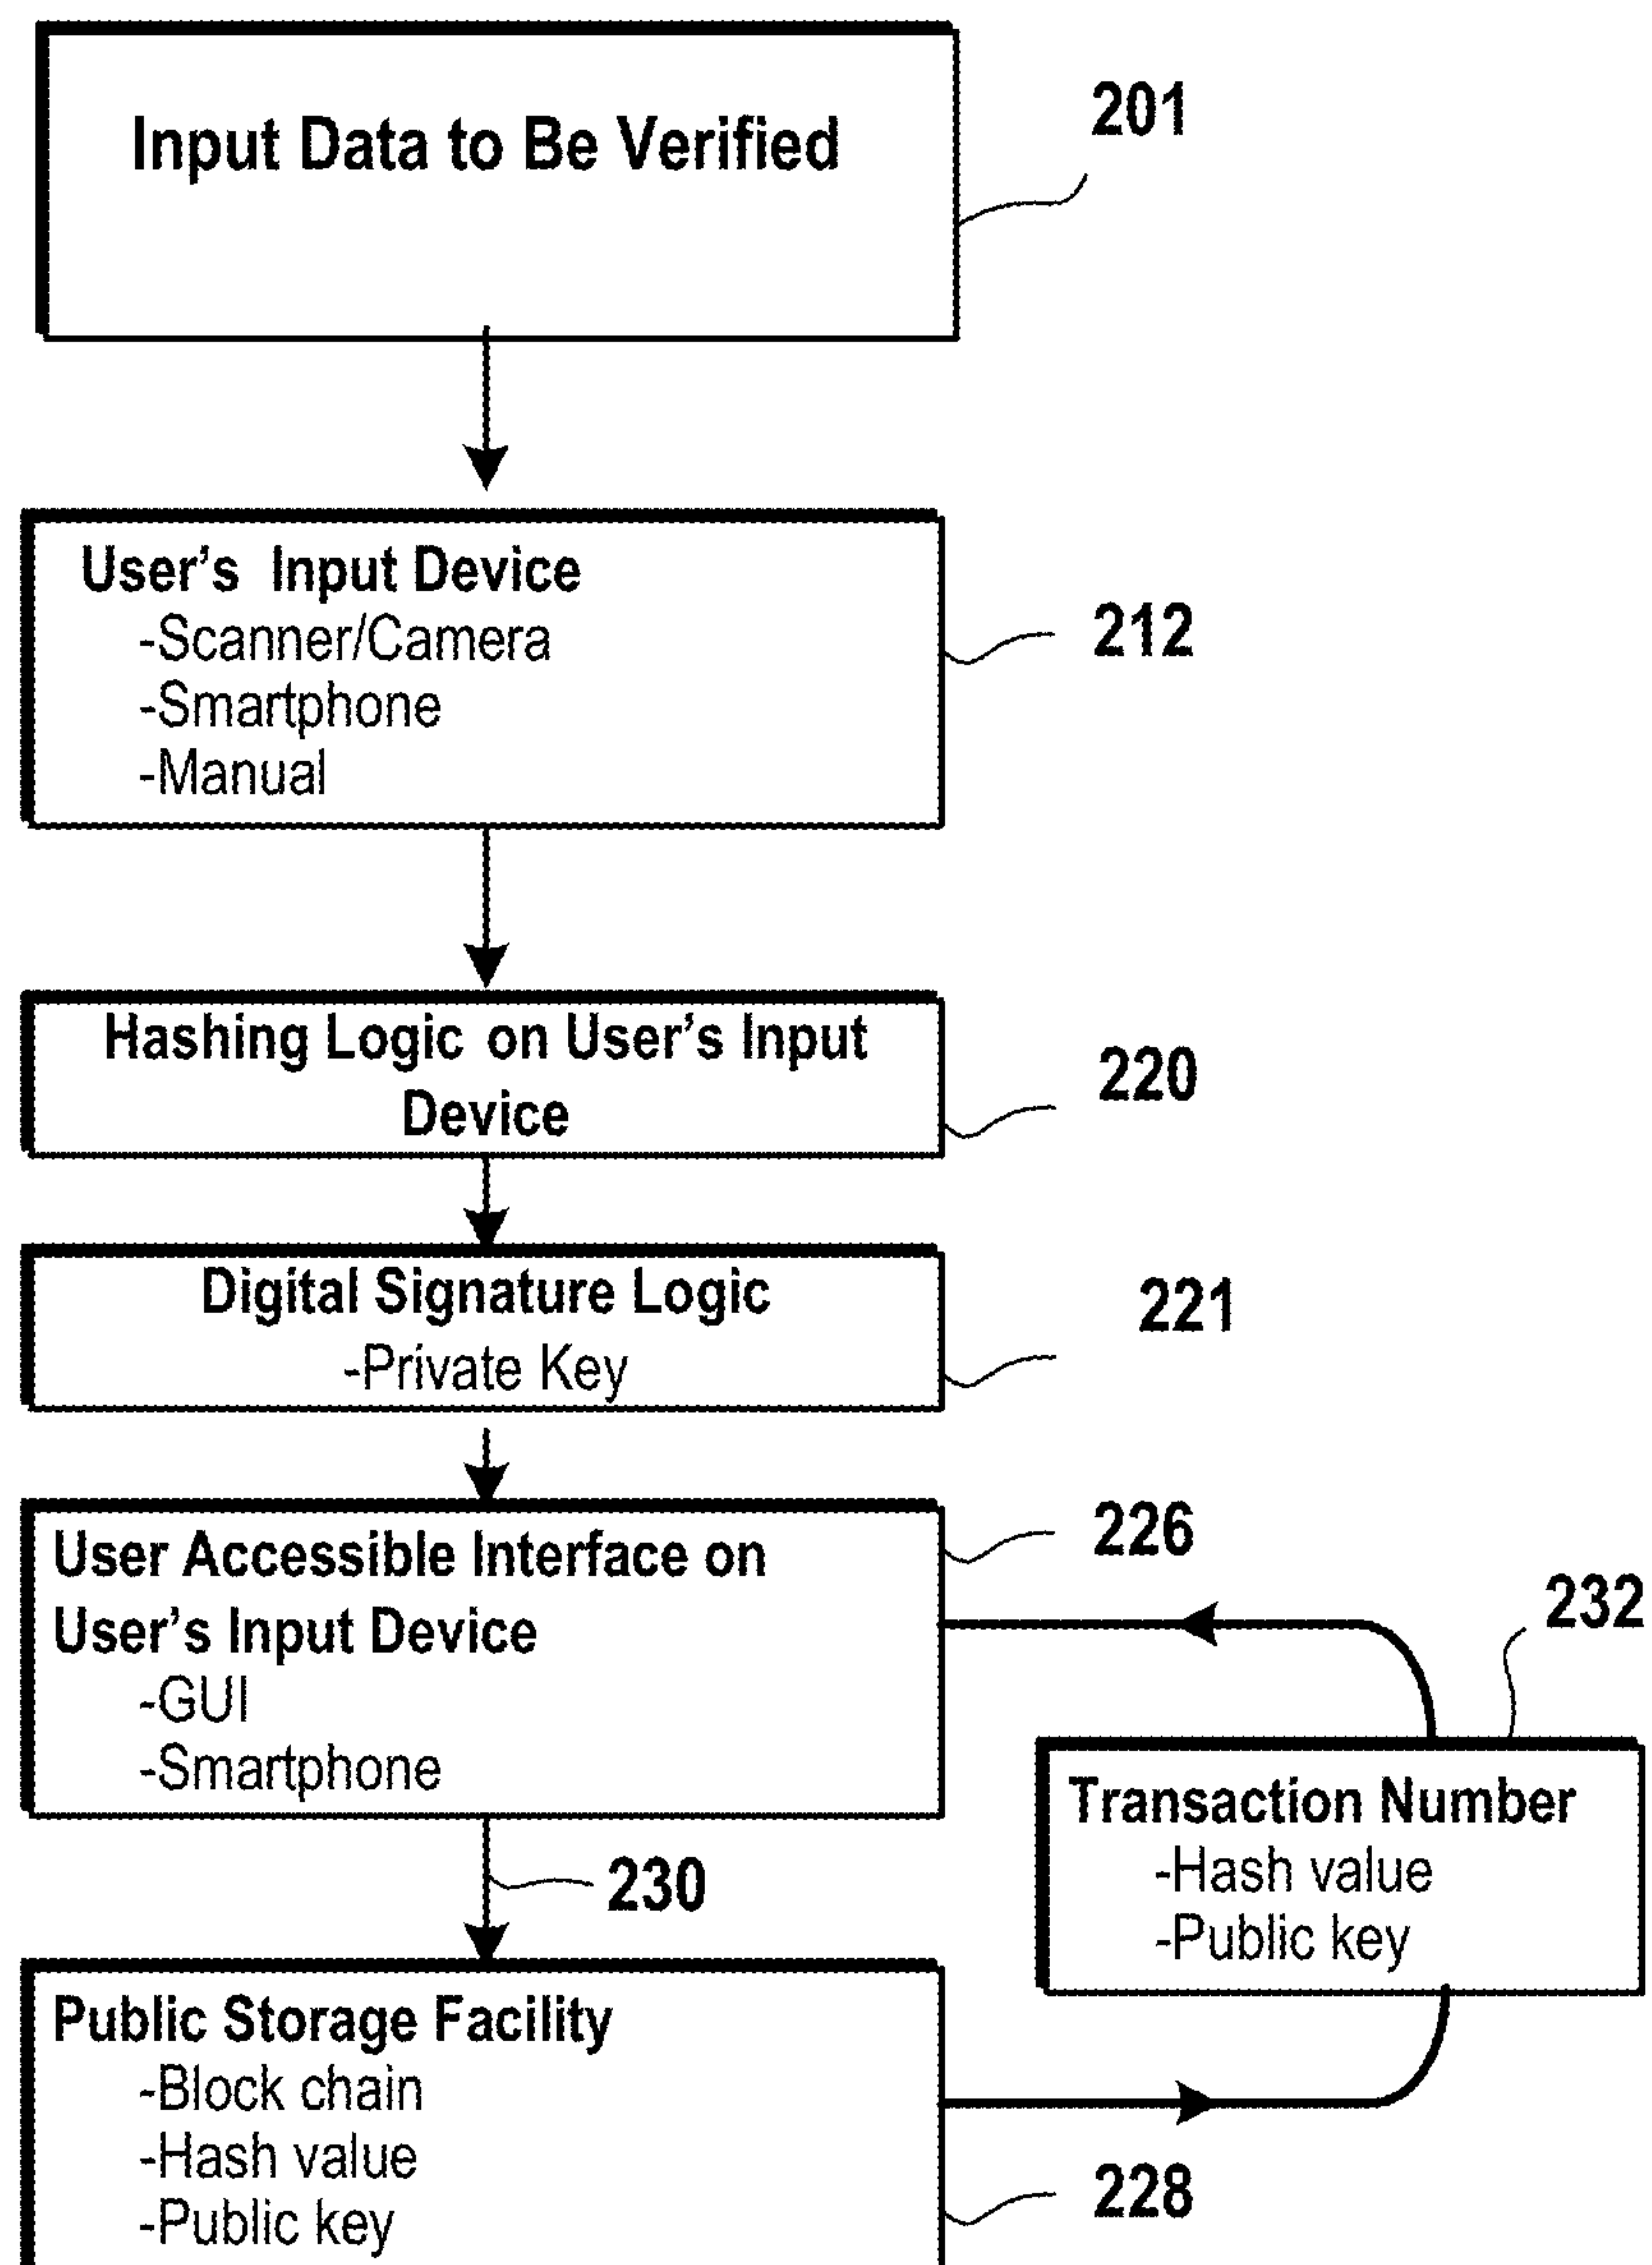 Input Data to Be Verified
201
User's Input Device
-Scanner/Camera
-Smartphone
-Manual
212
Hashing Logic on User's Input
Device
220
Digital Signature Logic
-Private Key
221
User Accessible Interface on
User's Input Device
-GUI
-Smartphone
226
232
Transaction Number
-Hash value
-Public key
230
Public Storage Facility
-Block chain
-Hash value
-Public key
228